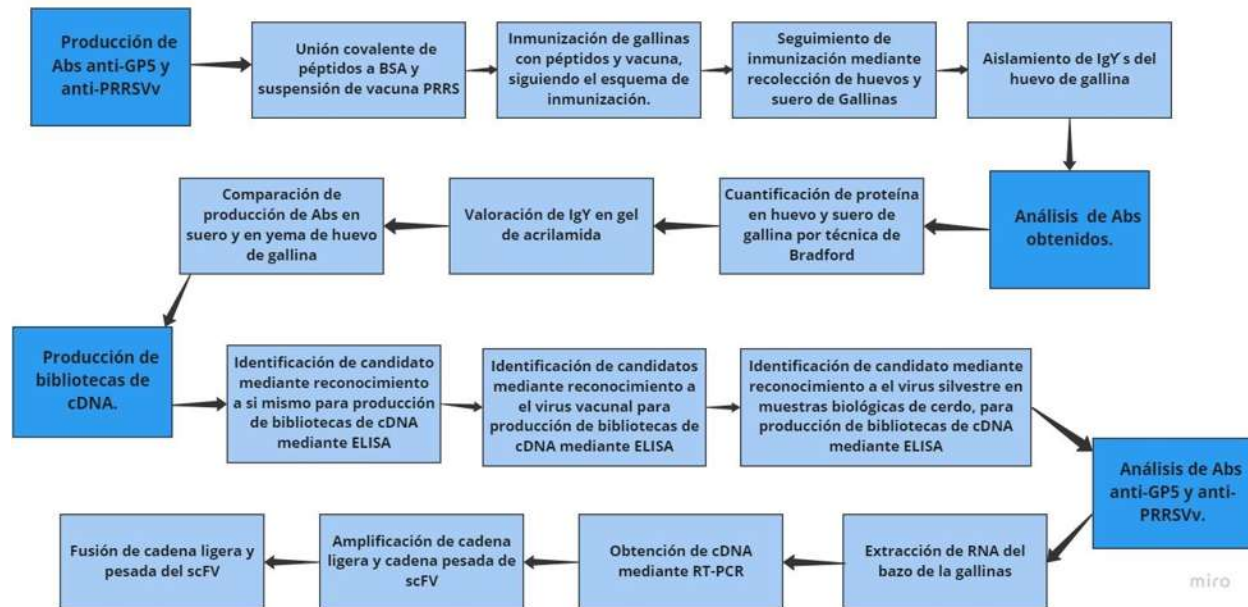 Producción de
Abs anti-GP5 y
anti-PRRSVv
Unión covalente de
péptidos a BSA y
suspensión de vacuna PRRS
Inmunización de gallinas
con péptidos y vacuna,
siguiendo el esquema de
inmunización.
Seguimiento de
inmunización mediante
recolección de huevos y
suero de Gallinas
Aislamiento de IgY´s del
huevo de gallina
Análisis de Abs
obtenidos.
Cuantificación de proteína
en huevo y suero de
gallina por técnica de
Bradford
Valoración de IgY en gel
de acrilamida
Comparación de
producción de Abs en
suero y en yema de huevo
de gallina
Producción de
bibliotecas de
cDNA.
Identificación de candidato
mediante reconocimiento
a si mismo para producción
de bibliotecas de cDNA
mediante ELISA
Identificación de candidatos
mediante reconocimiento a
el virus vacunal para
producción de bibliotecas de
cDNA mediante ELISA
Identificación de candidato mediante
reconocimiento a el virus silvestre en
muestras biológicas de cerdo, para
producción de bibliotecas de cDNA
mediante ELISA
Análisis de Abs
anti-GP5 y anti-
PRRSVv.
Extracción de RNA del
bazo de la gallinas
Obtención de cDNA
mediante RT-PCR
Amplificación de cadena
ligera y cadena pesada de
scFV
Fusión de cadena ligera y
pesada del scFV
miro